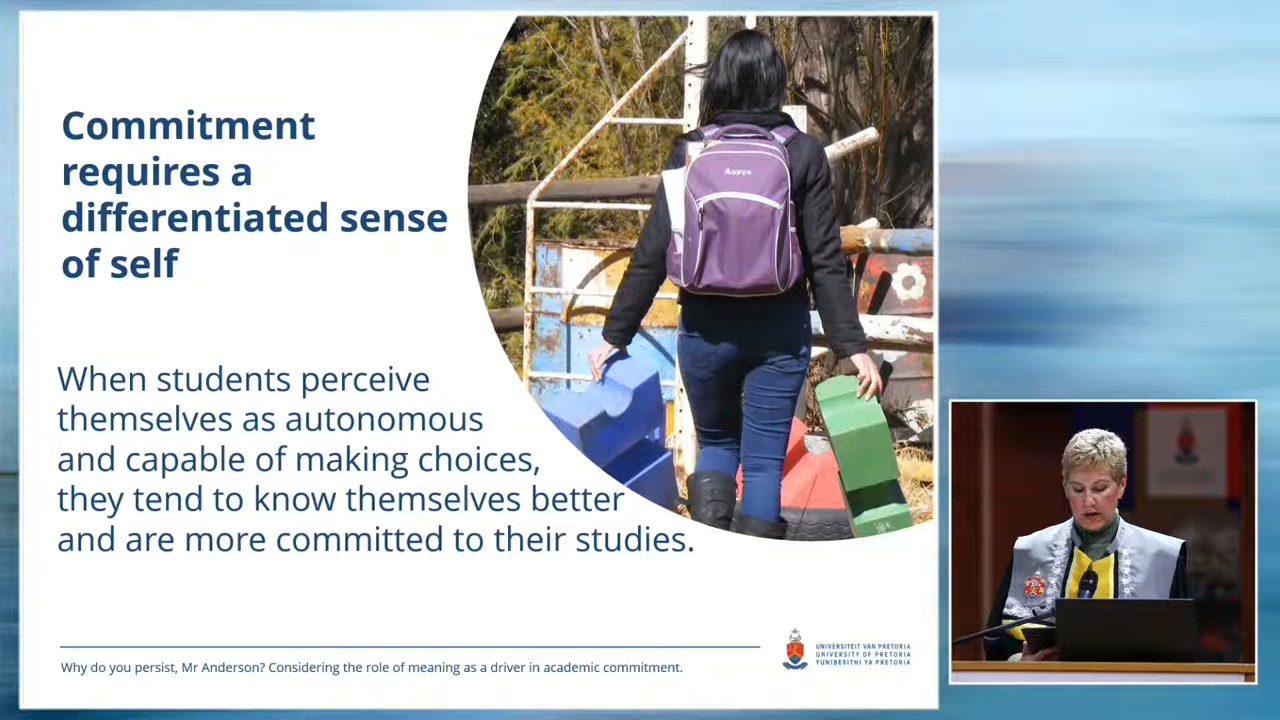 Commitment
requires a
differentiated sense
of self
ASPEN
When students perceive
themselves as autonomous
and capable of making choices,
they tend to know themselves better
and are more committed to their studies.
Why do you persist, Mr Anderson? Considering the role of meaning as a driver in academic commitment.
UNIVERSITEIT VAN PRETORIA
UNIVERSITY OF PRETORIA
YUNIBESITHI YA PRETORIA